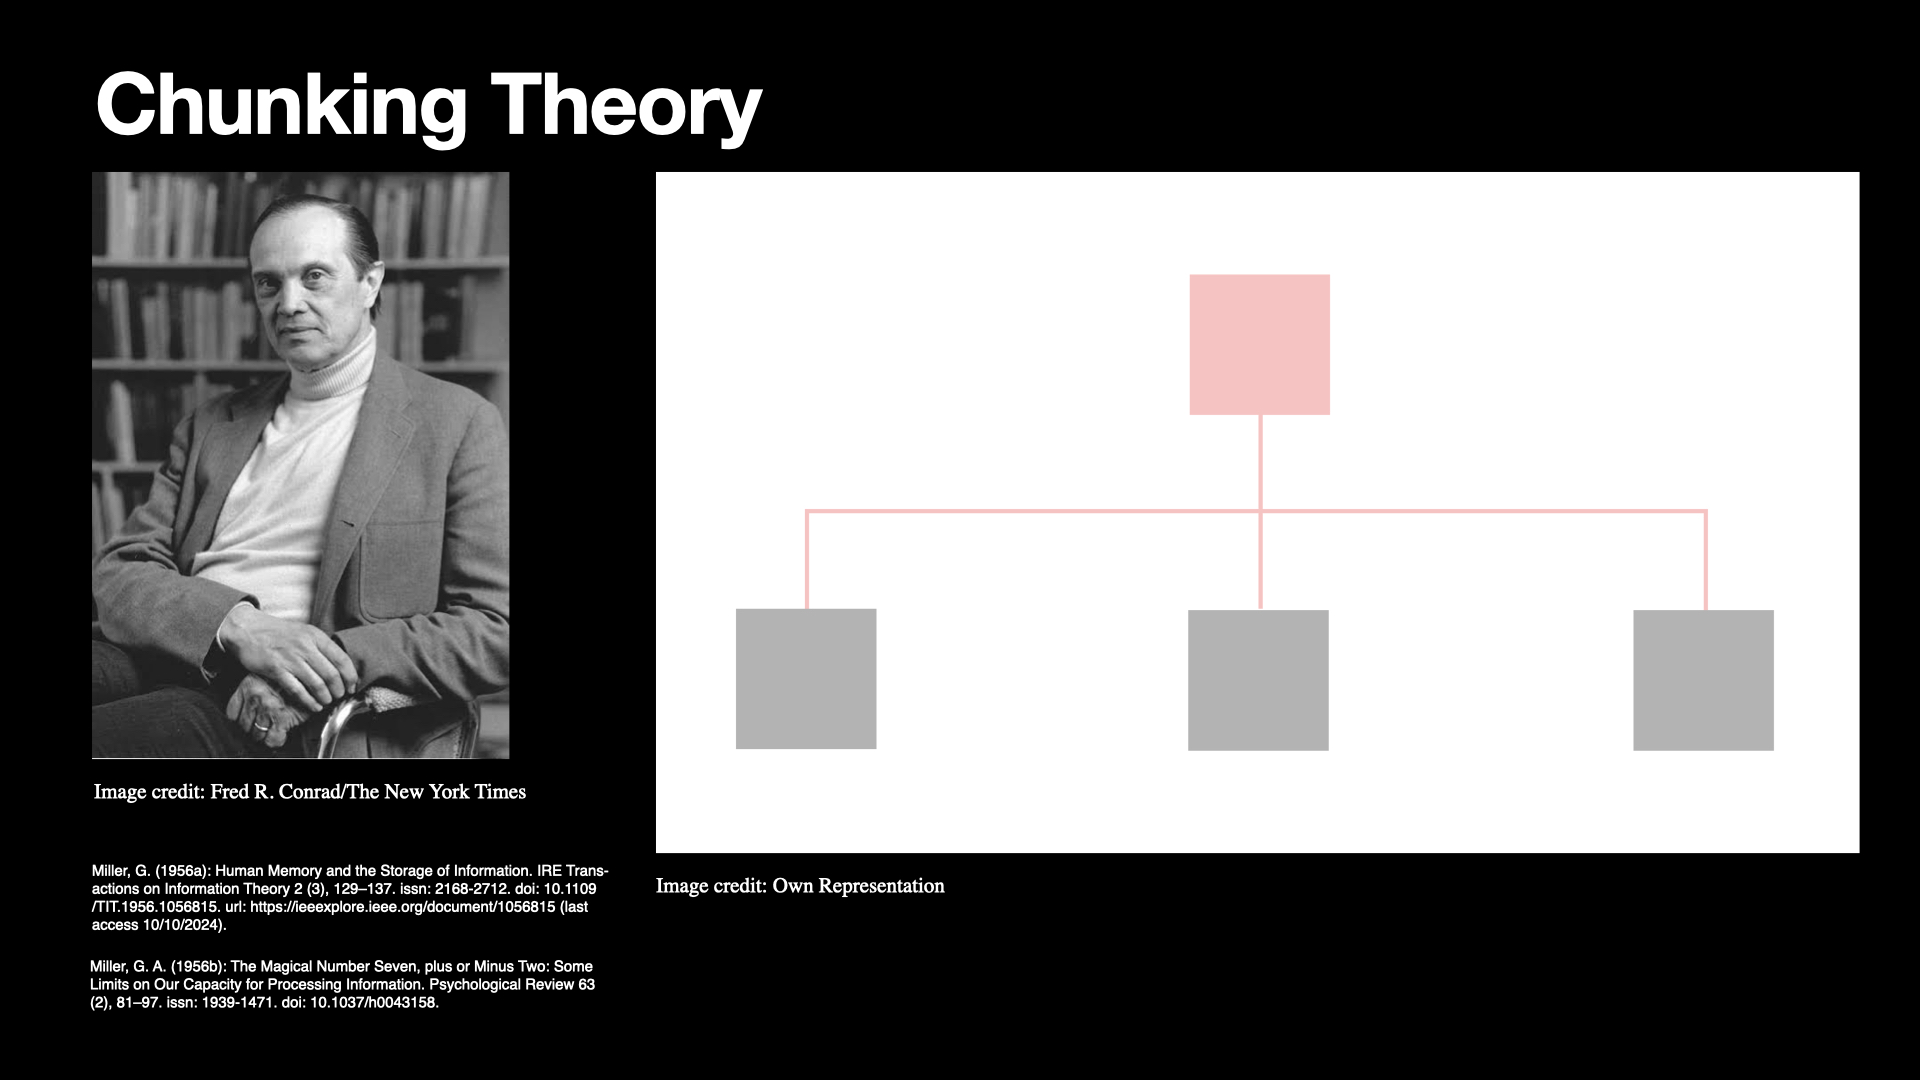 Chunking Theory
Image credit: Fred R. Conrad/The New York Times
Miller, G. (1956a): Human Memory and the Storage of Information. IRE Trans-
actions on Information Theory 2 (3), 129–137. issn: 2168-2712. doi: 10.1109
/TIT.1956.1056815. url: https://ieeexplore.ieee.org/document/1056815 (last
access 10/10/2024).
Miller, G. A. (1956b): The Magical Number Seven, plus or Minus Two: Some
Limits on Our Capacity for Processing Information. Psychological Review 63
(2), 81–97. issn: 1939-1471. doi: 10.1037/h0043158.
Image credit: Own Representation